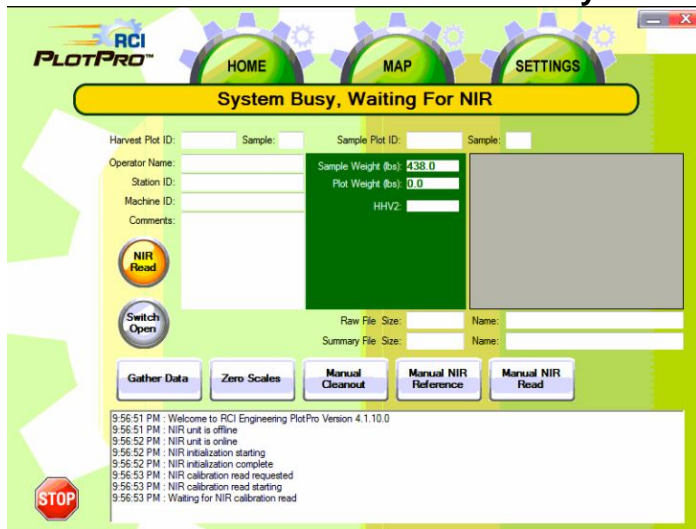 RCI
PLOTPRO™
HOME
MAP
SETTINGS
System Busy, Waiting For NIR
Harvest Plot ID: Sample: Sample Plot ID: Sample:
Operator Name:
Station ID:
Machine ID:
Comments:
Sample Weight (lbs): 438.0
Plot Weight (lbs): 0.0
HHV2:
NIR
Read
Switch
Open
Raw File Size: Name:
Summary File Size: Name:
Gather Data
Zero Scales
Manual
Cleanout
Manual NIR
Reference
Manual NIR
Read
9:56:51 PM : Welcome to RCI Engineering PlotPro Version 4.1.10.0
9:56:51 PM : NIR unit is offline
9:56:52 PM : NIR unit is online
9:56:52 PM : NIR initialization starting
9:56:52 PM : NIR initialization complete
9:56:53 PM : NIR calibration read requested
9:56:53 PM : NIR calibration read starting
9:56:53 PM : Waiting for NIR calibration read
STOP